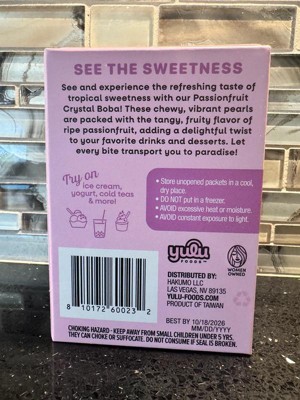 SEE THE SWEETNESS
See and experience the refreshing taste of
tropical sweetness with our Passionfruit
Crystal Boba! These chewy, vibrant pearls
are packed with the tangy, fruity flavor of
ripe passionfruit, adding a delightful twist
to your favorite drinks and desserts. Let
every bite transport you to paradise!
Try on
ice cream,
yogurt, cold teas
& more!
• Store unopened packets in a cool,
dry place.
• DO NOT put in a freezer.
• AVOID excessive heat or moisture.
• AVOID constant exposure to light.
yulu
FOODS
WOMEN
OWNED
DISTRIBUTED BY:
HAKUMO LLC
LAS VEGAS, NV 89135
YULU-FOODS.COM
PRODUCT OF TAIWAN
8 10172 60023 2
BEST BY 10/18/2026
MM/DD/YYYY
CHOKING HAZARD - KEEP AWAY FROM SMALL CHILDREN UNDER 5 YRS.
THEY CAN CHOKE OR SUFFOCATE. DO NOT CONSUME IF SEAL IS BROKEN.